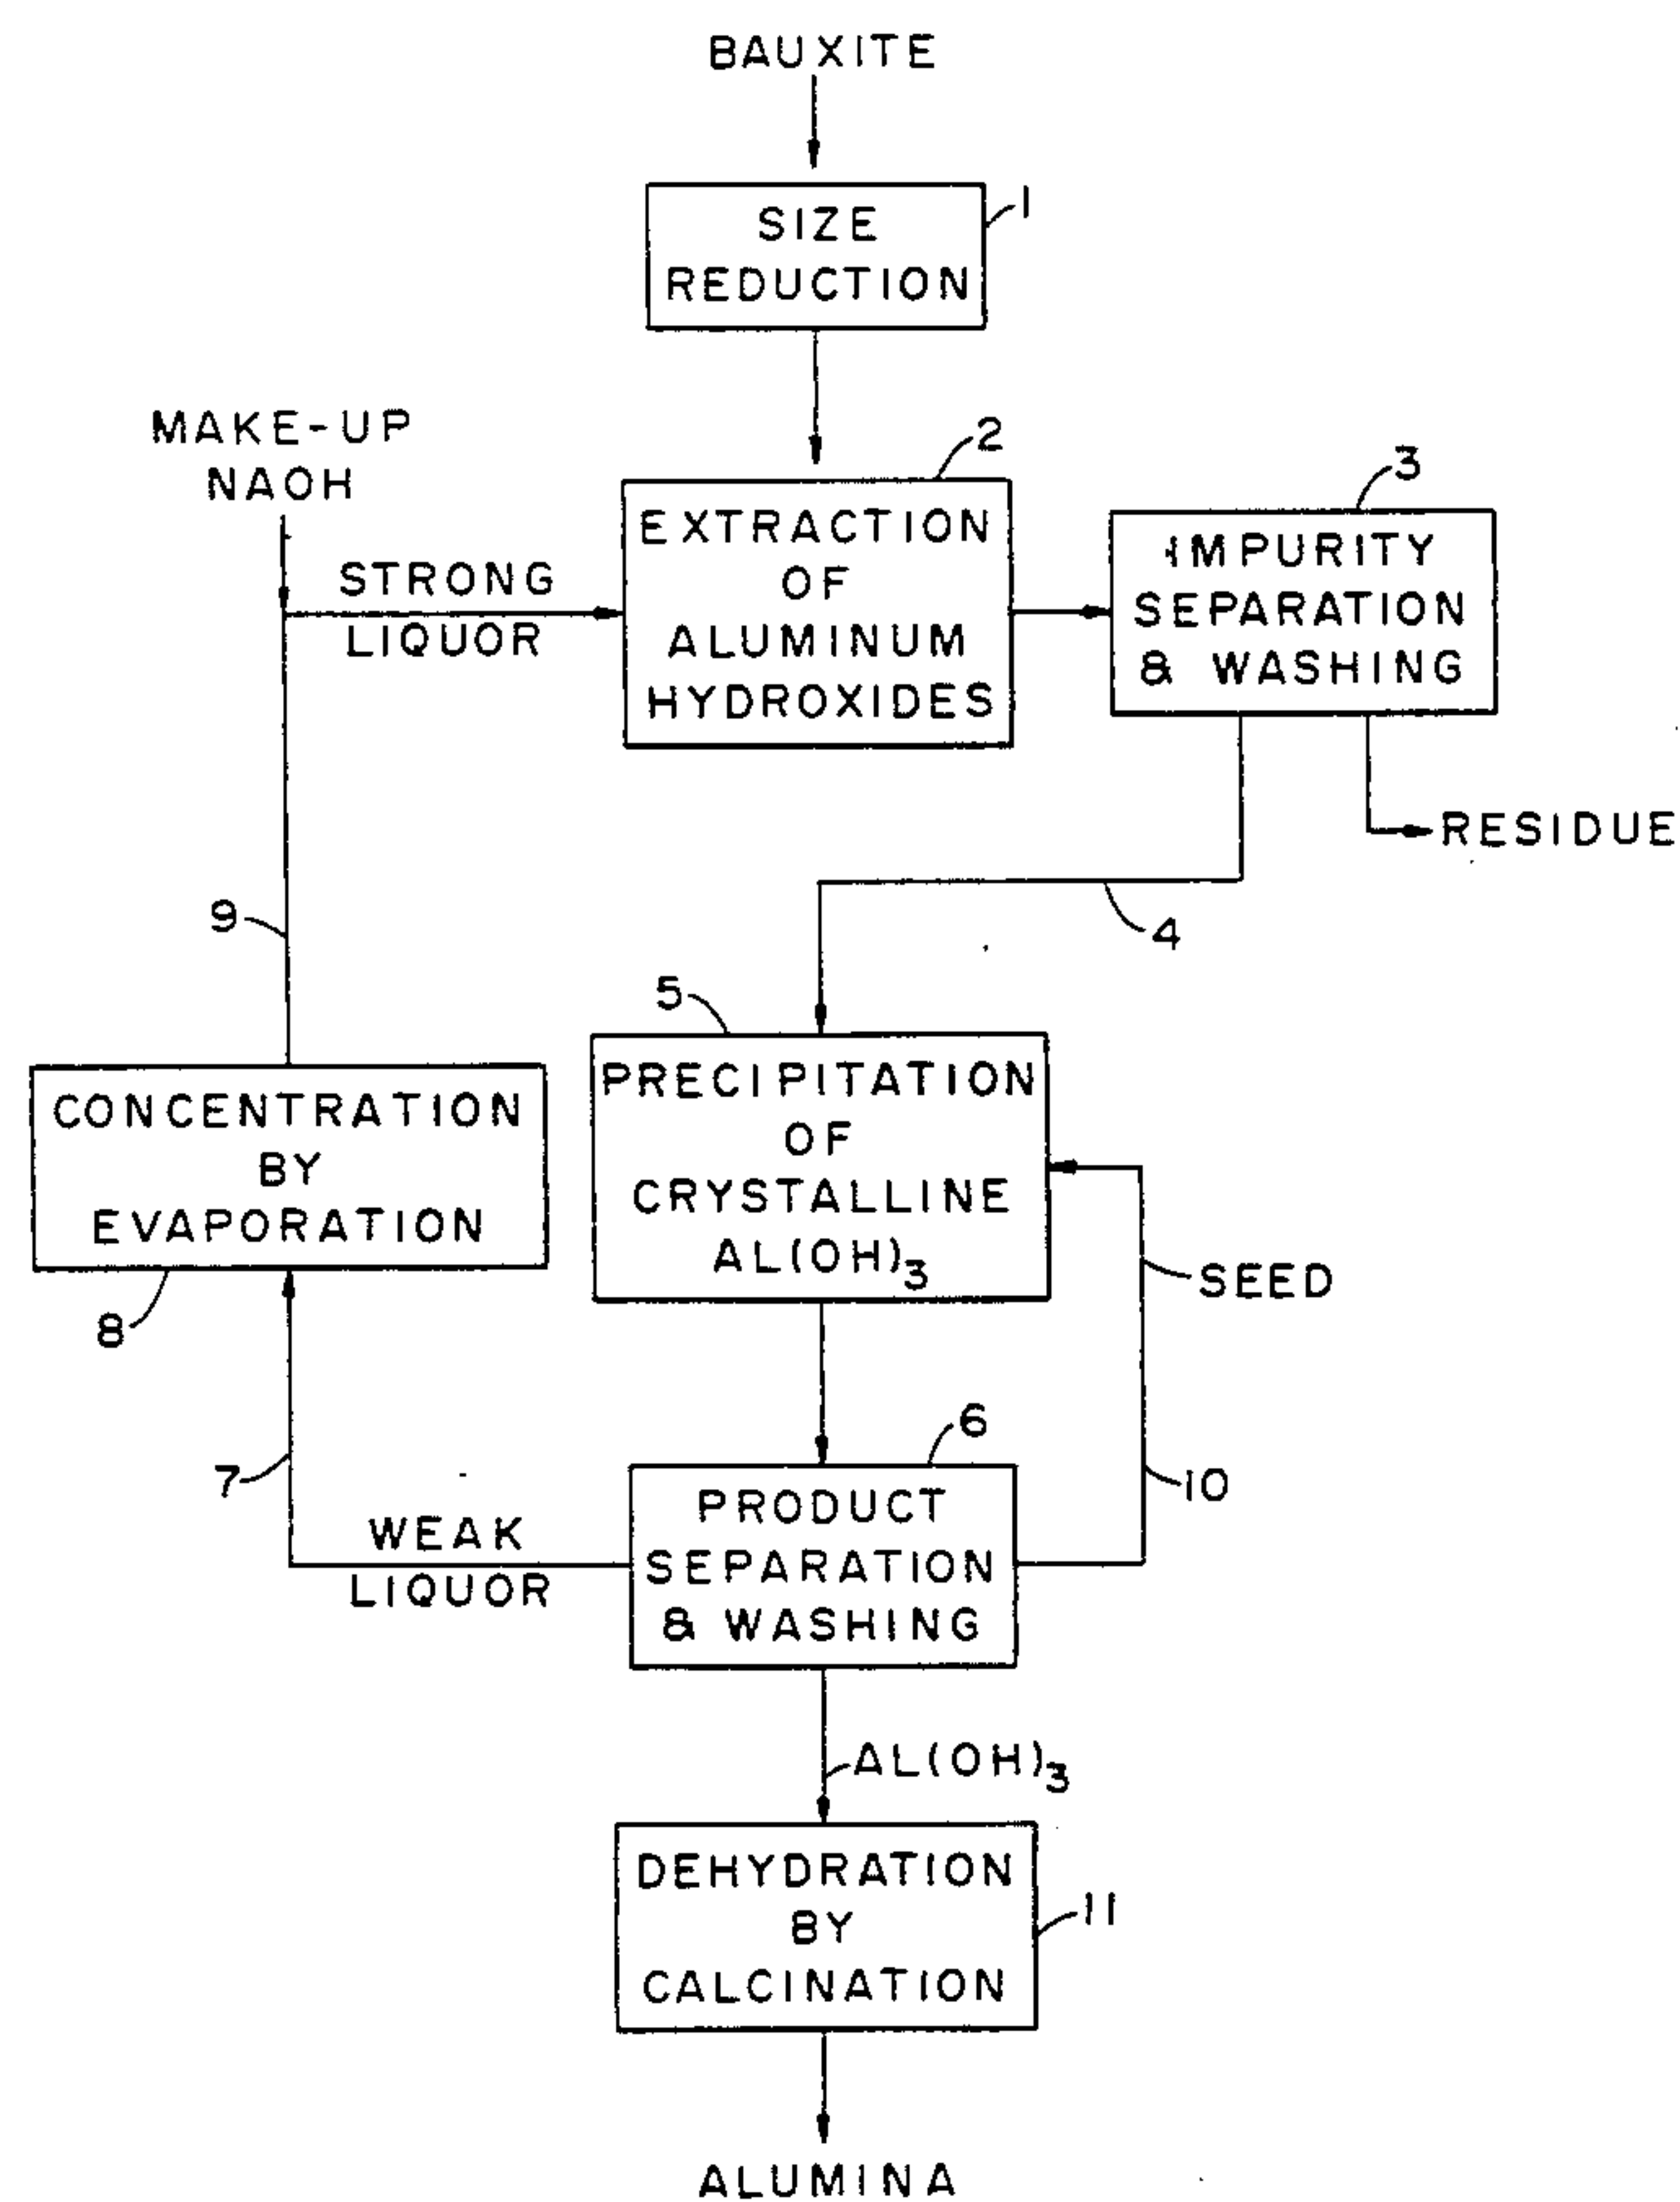 BAUXITE
SIZE
REDUCTION
1
MAKE-UP
NAOH
STRONG
LIQUOR
2
EXTRACTION
OF
ALUMINUM
HYDROXIDES
3
IMPURITY
SEPARATION
& WASHING
RESIDUE
4
9
5
PRECIPITATION
OF
CRYSTALLINE
AL(OH)3
CONCENTRATION
BY
EVAPORATION
8
SEED
10
7
WEAK
LIQUOR
6
PRODUCT
SEPARATION
& WASHING
AL(OH)3
DEHYDRATION
BY
CALCINATION
11
ALUMINA